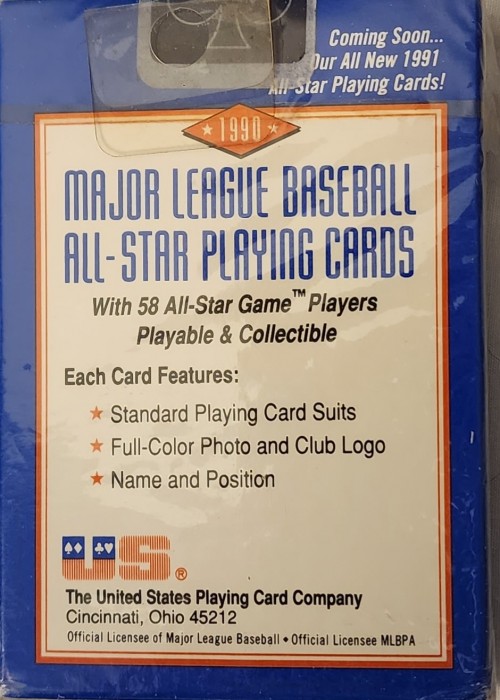 Coming Soon...
Our All New 1991
All-Star Playing Cards!
★ 1990 ★
MAJOR LEAGUE BASEBALL
ALL-STAR PLAYING CARDS
With 58 All-Star Game™ Players
Playable & Collectible
Each Card Features:
★ Standard Playing Card Suits
★ Full-Color Photo and Club Logo
★ Name and Position
US®
The United States Playing Card Company
Cincinnati, Ohio 45212
Official Licensee of Major League Baseball ◆ Official Licensee MLBPA